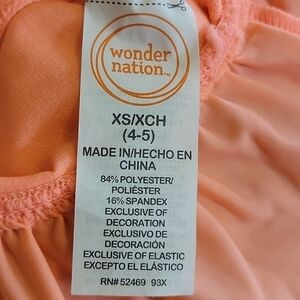 wonder
nation™
XS/XCH
(4-5)
MADE IN/HECHO EN
CHINA
84% POLYESTER/
POLIÉSTER
16% SPANDEX
EXCLUSIVE OF
DECORATION
EXCLUSIVO DE
DECORACIÓN
EXCLUSIVE OF ELASTIC
EXCEPTO EL ELÁSTICO
RN# 52469 93X